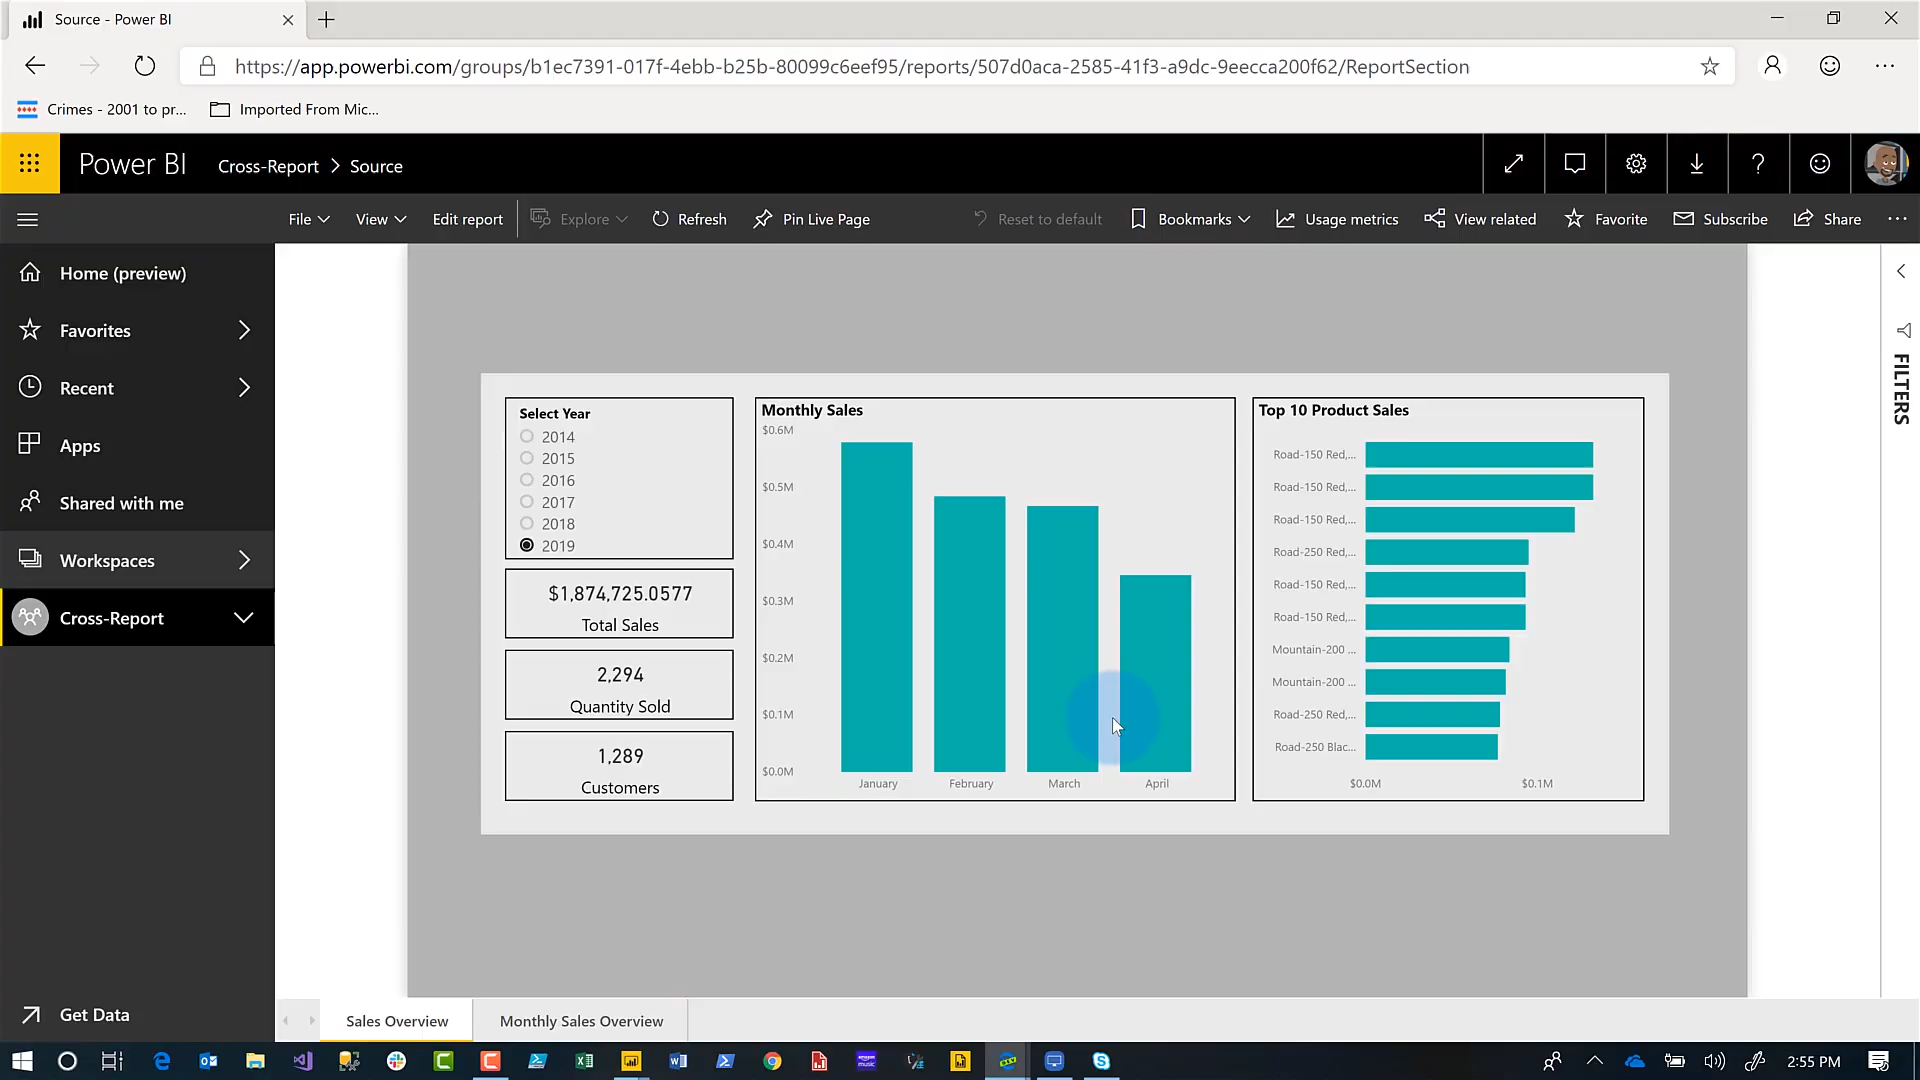 Source - Power BI
https://app.powerbi.com/groups/b1ec7391-017f-4ebb-b25b-80099c6eef95/reports/507d0aca-2585-41f3-a9dc-9eecca200f62/ReportSection
Crimes - 2001 to pr...
Imported From Mic...
Power BI
Cross-Report > Source
File
View
Edit report
Explore
Refresh
Pin Live Page
Reset to default
Bookmarks
Usage metrics
View related
Favorite
Subscribe
Share
Home (preview)
Favorites
Recent
Apps
Shared with me
Workspaces
Cross-Report
Get Data
Select Year
2014
2015
2016
2017
2018
2019
$1,874,725.0577
Total Sales
2,294
Quantity Sold
1,289
Customers
Monthly Sales
$0.6M
$0.5M
$0.4M
$0.3M
$0.2M
$0.1M
$0.0M
January
February
March
April
Top 10 Product Sales
Road-150 Red,...
Road-150 Red,...
Road-150 Red,...
Road-250 Red,...
Road-150 Red,...
Road-150 Red,...
Mountain-200 ...
Mountain-200 ...
Road-250 Red,...
Road-250 Blac...
$0.0M
$0.1M
FILTERS
Sales Overview
Monthly Sales Overview
2:55 PM